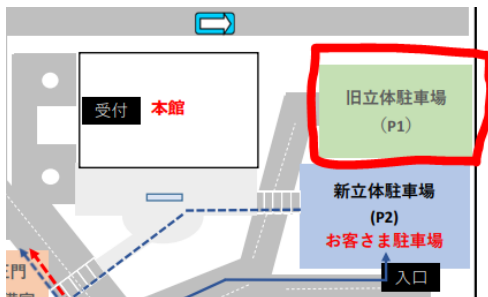 旧立体駐車場
（P1）
受付 本館
新立体駐車場
(P2)
お客さま駐車場
入口